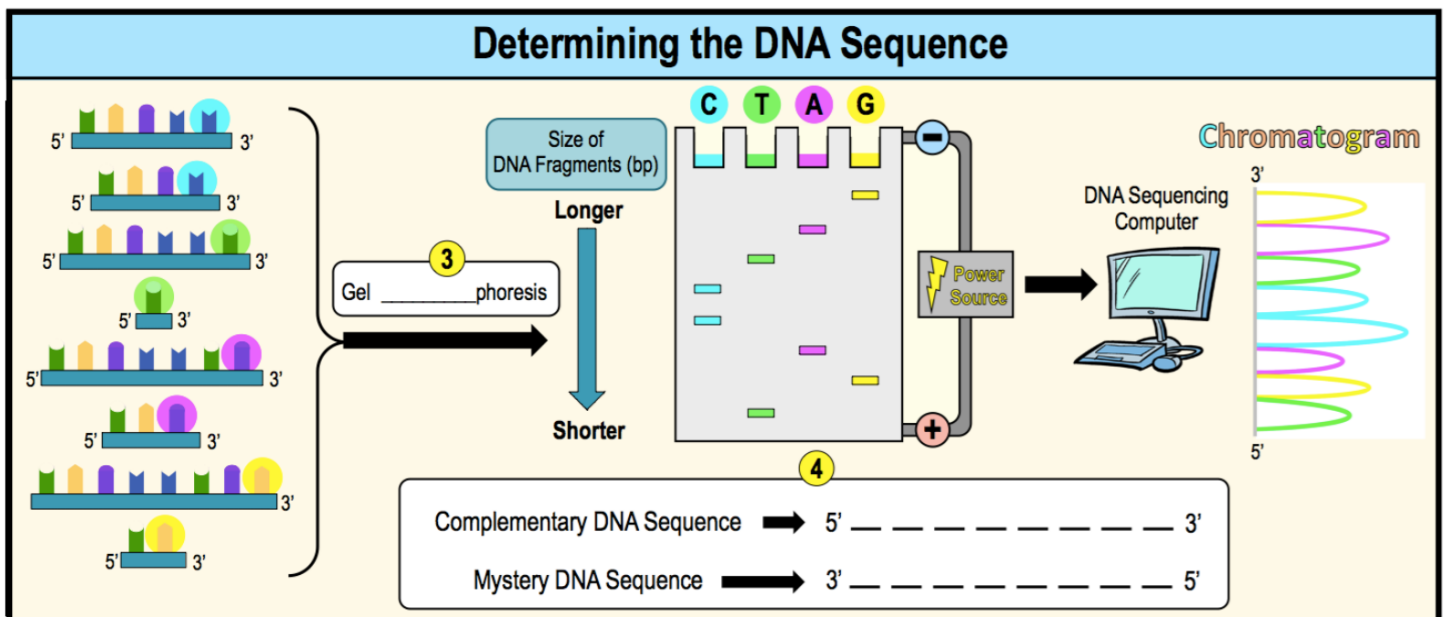 Determining the DNA Sequence
5’ 3’
5’ 3’
5’ 3’
5’ 3’
5’ 3’
5’ 3’
5’ 3’
5’ 3’
3
Gel _________phoresis
Size of
DNA Fragments (bp)
Longer
Shorter
C T A G
-
Power
Source
+
DNA Sequencing
Computer
Chromatogram
3’
5’
4
Complementary DNA Sequence 5’ _ _ _ _ _ _ _ _ 3’
Mystery DNA Sequence 3’ _ _ _ _ _ _ _ _ 5’